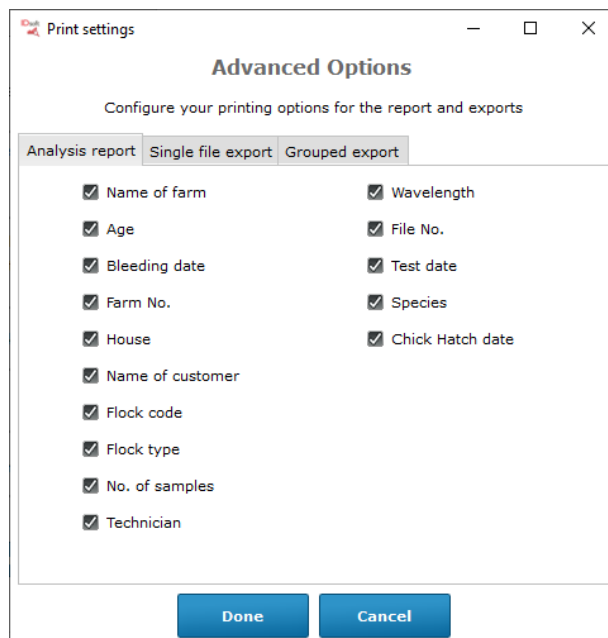 Print settings
Advanced Options
Configure your printing options for the report and exports
Analysis report Single file export Grouped export
Name of farm
Age
Bleeding date
Farm No.
House
Name of customer
Flock code
Flock type
No. of samples
Technician
Wavelength
File No.
Test date
Species
Chick Hatch date
Done Cancel